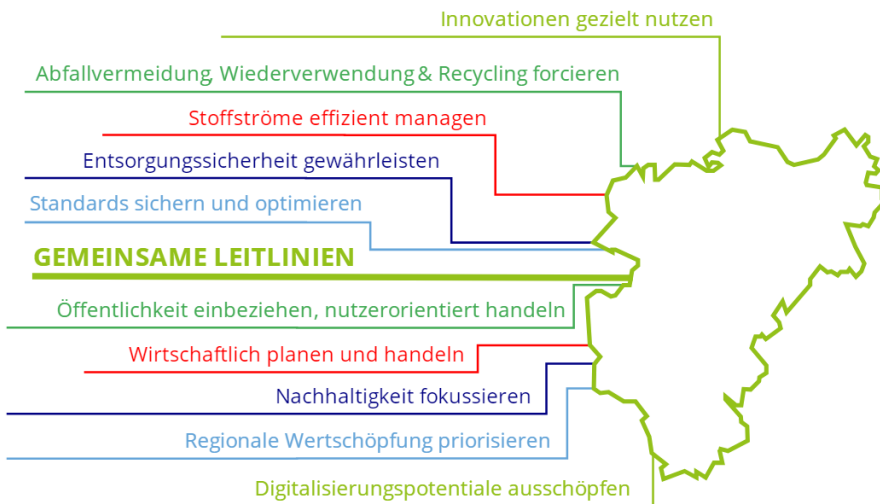 Innovationen gezielt nutzen
Abfallvermeidung, Wiederverwendung & Recycling forcieren
Stoffströme effizient managen
Entsorgungssicherheit gewährleisten
Standards sichern und optimieren
GEMEINSAME LEITLINIEN
Öffentlichkeit einbeziehen, nutzerorientiert handeln
Wirtschaftlich planen und handeln
Nachhaltigkeit fokussieren
Regionale Wertschöpfung priorisieren
Digitalisierungspotentiale ausschöpfen